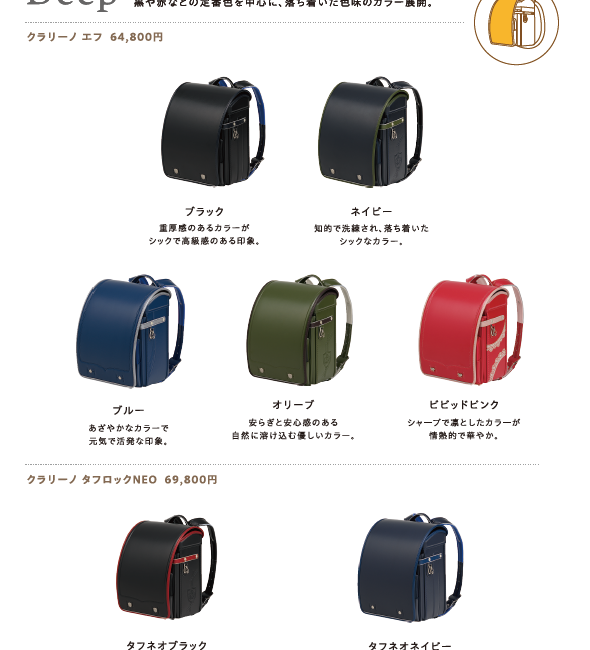 Deep
黒や赤などの定番色を中心に、落ち着いた色味のカラー展開。
クラリーノ エフ 64,800円
ブラック
重厚感のあるカラーが
シックで高級感のある印象。
ネイビー
知的で洗練され、落ち着いた
シックなカラー。
ブルー
あざやかなカラーで
元気で活発な印象。
オリーブ
安らぎと安心感のある
自然に溶け込む優しいカラー。
ビビッドピンク
シャープで凛としたカラーが
情熱的で華やか。
クラリーノ タフロックNEO 69,800円
タフネオブラック
タフネオネイビー